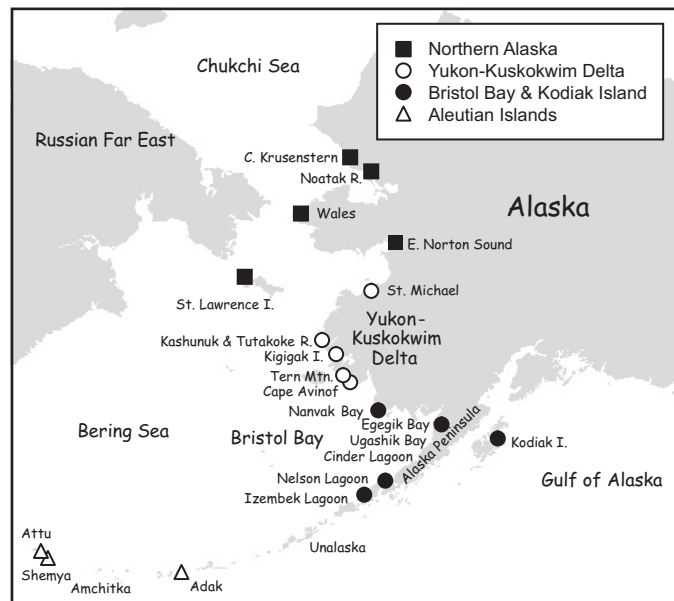 Northern Alaska
Yukon-Kuskokwim Delta
Bristol Bay & Kodiak Island
Aleutian Islands
Chukchi Sea
Russian Far East
C. Krusenstern
Noatak R.
Alaska
Wales
E. Norton Sound
St. Lawrence I.
St. Michael
Yukon-
Kuskokwim
Delta
Kashunuk & Tutakoke R.
Kigigak I.
Tern Mtn.
Cape Avinof
Nanvak Bay
Bering Sea
Bristol Bay
Egegik Bay
Ugashik Bay
Cinder Lagoon
Alaska Peninsula
Kodiak I.
Nelson Lagoon
Izembek Lagoon
Gulf of Alaska
Attu
Shemya
Amchitka
Adak
Unalaska